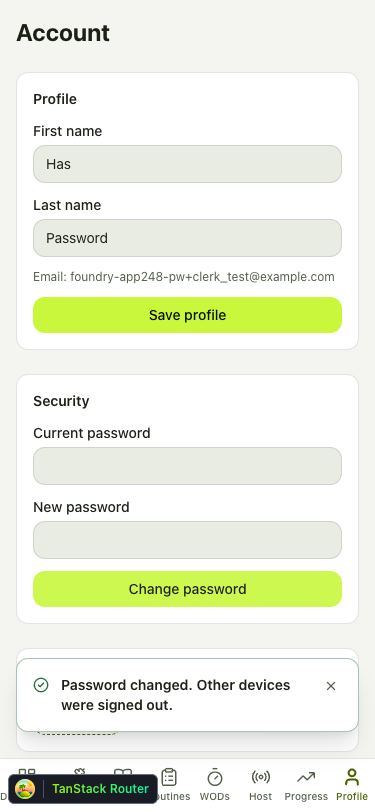 Account
Profile
First name
Has
Last name
Password
Email: foundry-app248-pw+clerk_test@example.com
Save profile
Security
Current password
New password
Change password
Password changed. Other devices
were signed out.
TanStack Router
WODs
Host
Progress
Profile